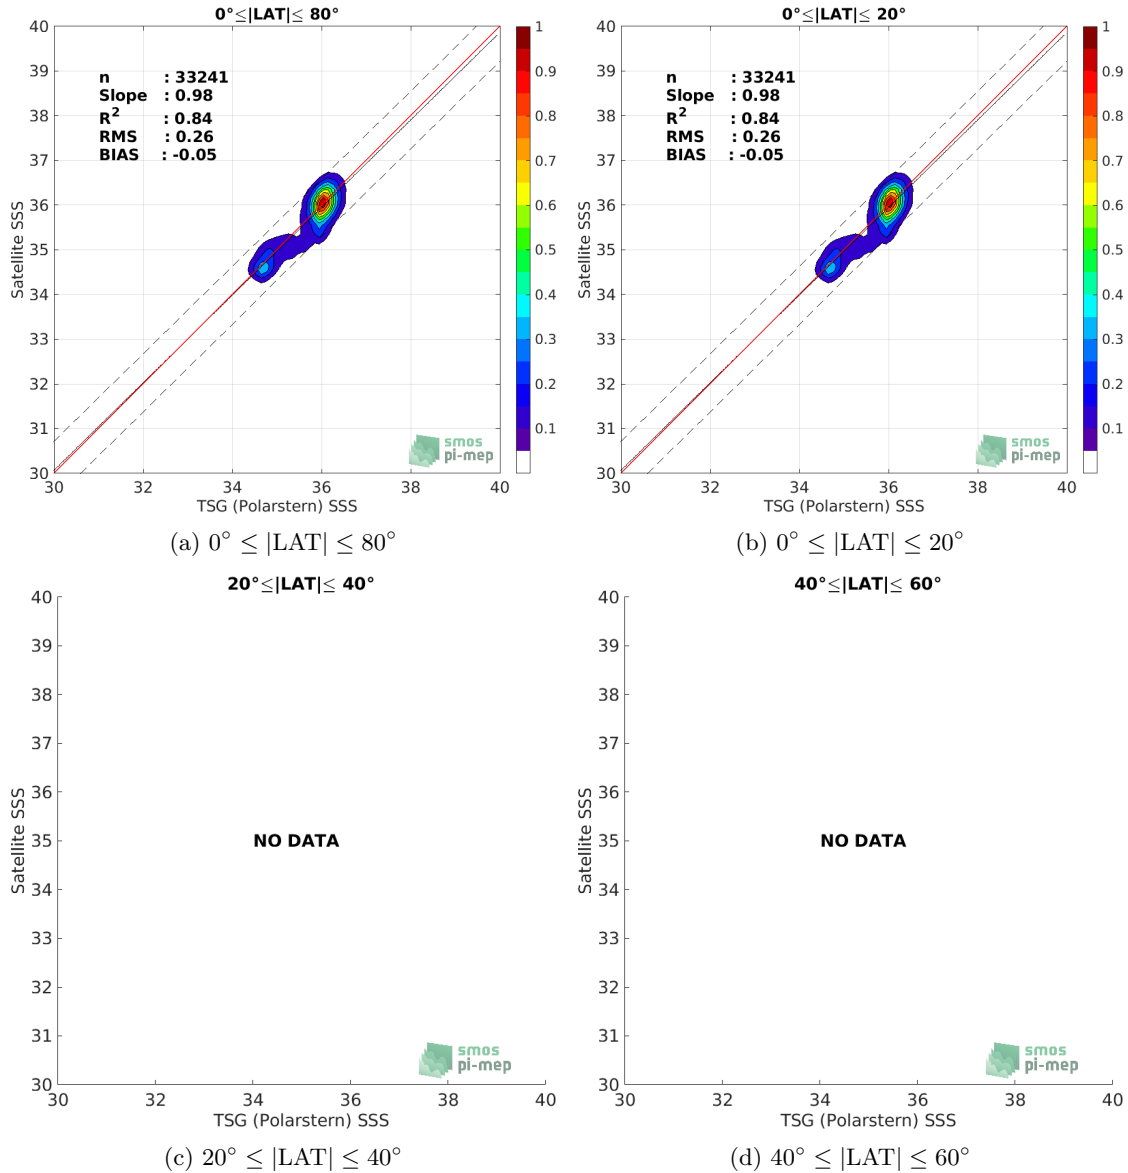 0°≤|LAT|≤ 80°
40
39
38
37
36
35
34
33
32
31
30
Satellite SSS
n : 33241
Slope : 0.98
R² : 0.84
RMS : 0.26
BIAS : -0.05
30
32
34
36
38
40
TSG (Polarstern) SSS
1
0.9
0.8
0.7
0.6
0.5
0.4
0.3
0.2
0.1
smos
pi-mep
(a) 0° ≤ |LAT| ≤ 80°
0°≤|LAT|≤ 20°
40
39
38
37
36
35
34
33
32
31
30
Satellite SSS
n : 33241
Slope : 0.98
R² : 0.84
RMS : 0.26
BIAS : -0.05
30
32
34
36
38
40
TSG (Polarstern) SSS
1
0.9
0.8
0.7
0.6
0.5
0.4
0.3
0.2
0.1
smos
pi-mep
(b) 0° ≤ |LAT| ≤ 20°
20°≤|LAT|≤ 40°
40
39
38
37
36
35
34
33
32
31
30
Satellite SSS
NO DATA
smos
pi-mep
30
32
34
36
38
40
TSG (Polarstern) SSS
(c) 20° ≤ |LAT| ≤ 40°
40°≤|LAT|≤ 60°
40
39
38
37
36
35
34
33
32
31
30
Satellite SSS
NO DATA
smos
pi-mep
30
32
34
36
38
40
TSG (Polarstern) SSS
(d) 40° ≤ |LAT| ≤ 60°